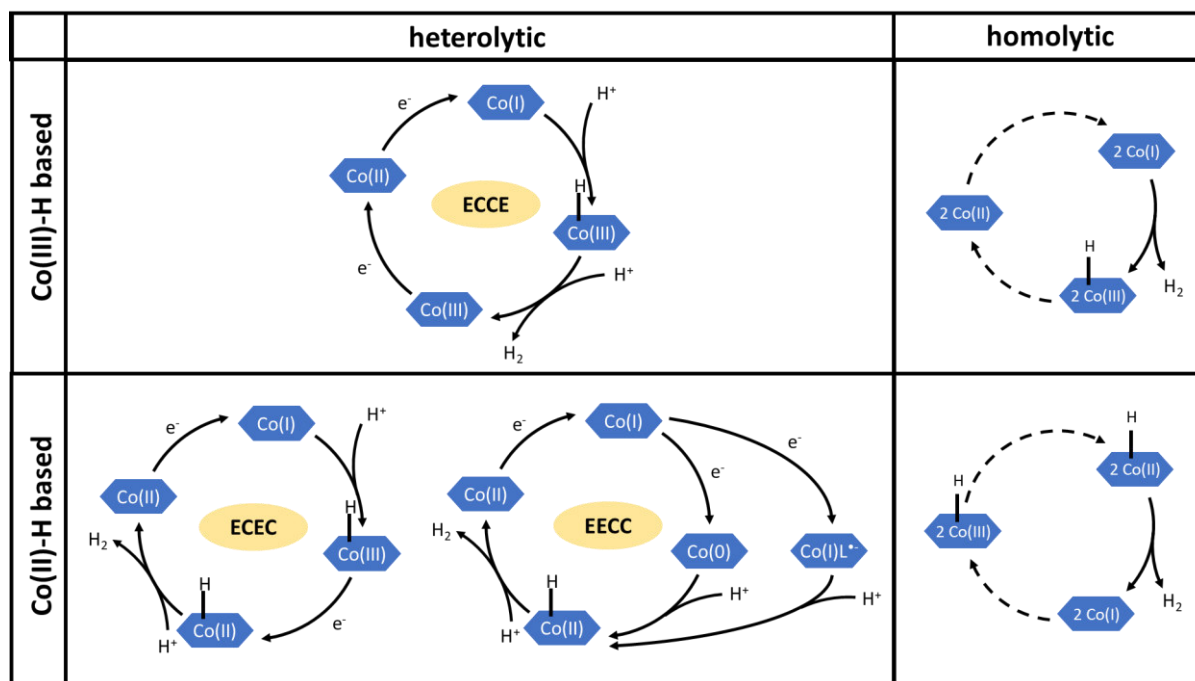 heterolytic
homolytic
Co(III)-H based
e⁻
Co(I)
H⁺
Co(II)
ECCE
H
Co(III)
e⁻
H⁺
Co(III)
H₂
2 Co(I)
2 Co(II)
H
2 Co(III)
H₂
Co(II)-H based
e⁻
Co(I)
H⁺
Co(II)
ECEC
H
Co(III)
H₂
H
Co(II)
H⁺
e⁻
e⁻
Co(I)
e⁻
e⁻
Co(II)
EECC
H₂
Co(0)
Co(I)L•⁻
H
Co(II)
H⁺
H⁺
H⁺
H
2 Co(II)
H
2 Co(III)
2 Co(I)
H₂